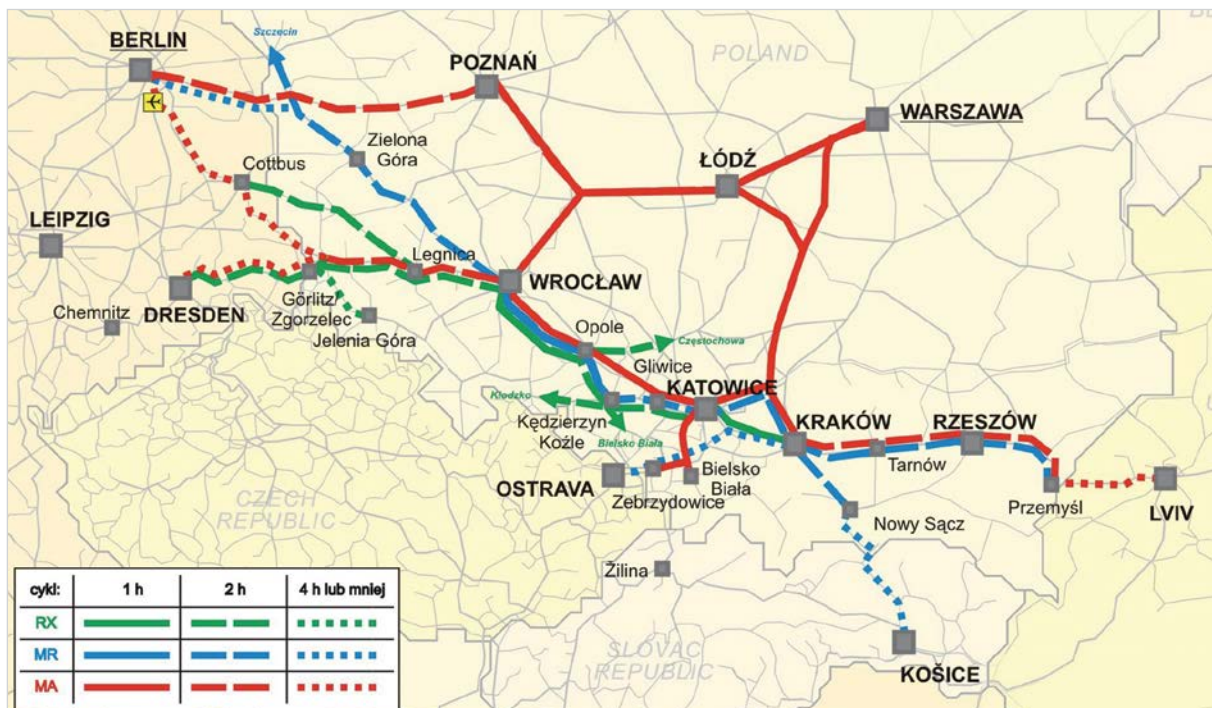 Szczecin
BERLIN
POZNAŃ
POLAND
WARSZAWA
Zielona
Góra
ŁÓDŹ
Cottbus
LEIPZIG
Legnica
WROCŁAW
Chemnitz
DRESDEN
Görlitz/
Zgorzelec
Jelenia Góra
Opole
Częstochowa
Gliwice
KATOWICE
Kłodzko
Kędzierzyn
Koźle
Bielsko Biała
KRAKÓW
RZESZÓW
Tarnów
OSTRAVA
Zebrzydowice
Bielsko
Biała
Przemyśl
LVIV
CZECH
REPUBLIC
Nowy Sącz
Žilina
SLOVAC
REPUBLIC
KOŠICE
cykl:
1 h
2 h
4 h lub mniej
RX
MR
MA